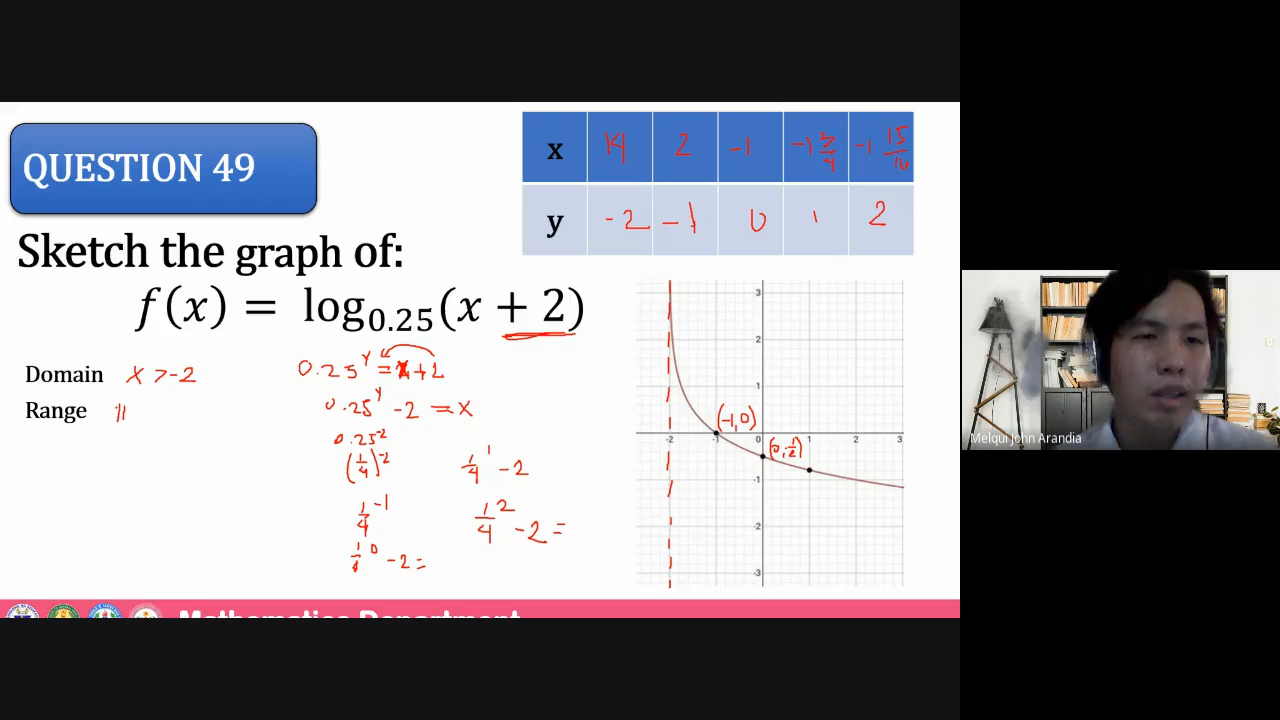 QUESTION 49
x 14 2 -1 -1 3/4 -1 15/16
y -2 -1 0 1 2
Sketch the graph of:
f(x) = log₀.₂₅(x + 2)
Domain x > -2
Range
0.25^y = x+2
0.25^y -2 = x
0.25^-2
(1/4)^-2
1/4^1 -2
1/4^-1
1/4^2 -2 =
1/4^0 -2 =
3
2
1
(-1,0)
-2 -1 0 1 2 3
(0,-1/2)
-1
-2
-3
Melqui John Arandia
Mathematics Department